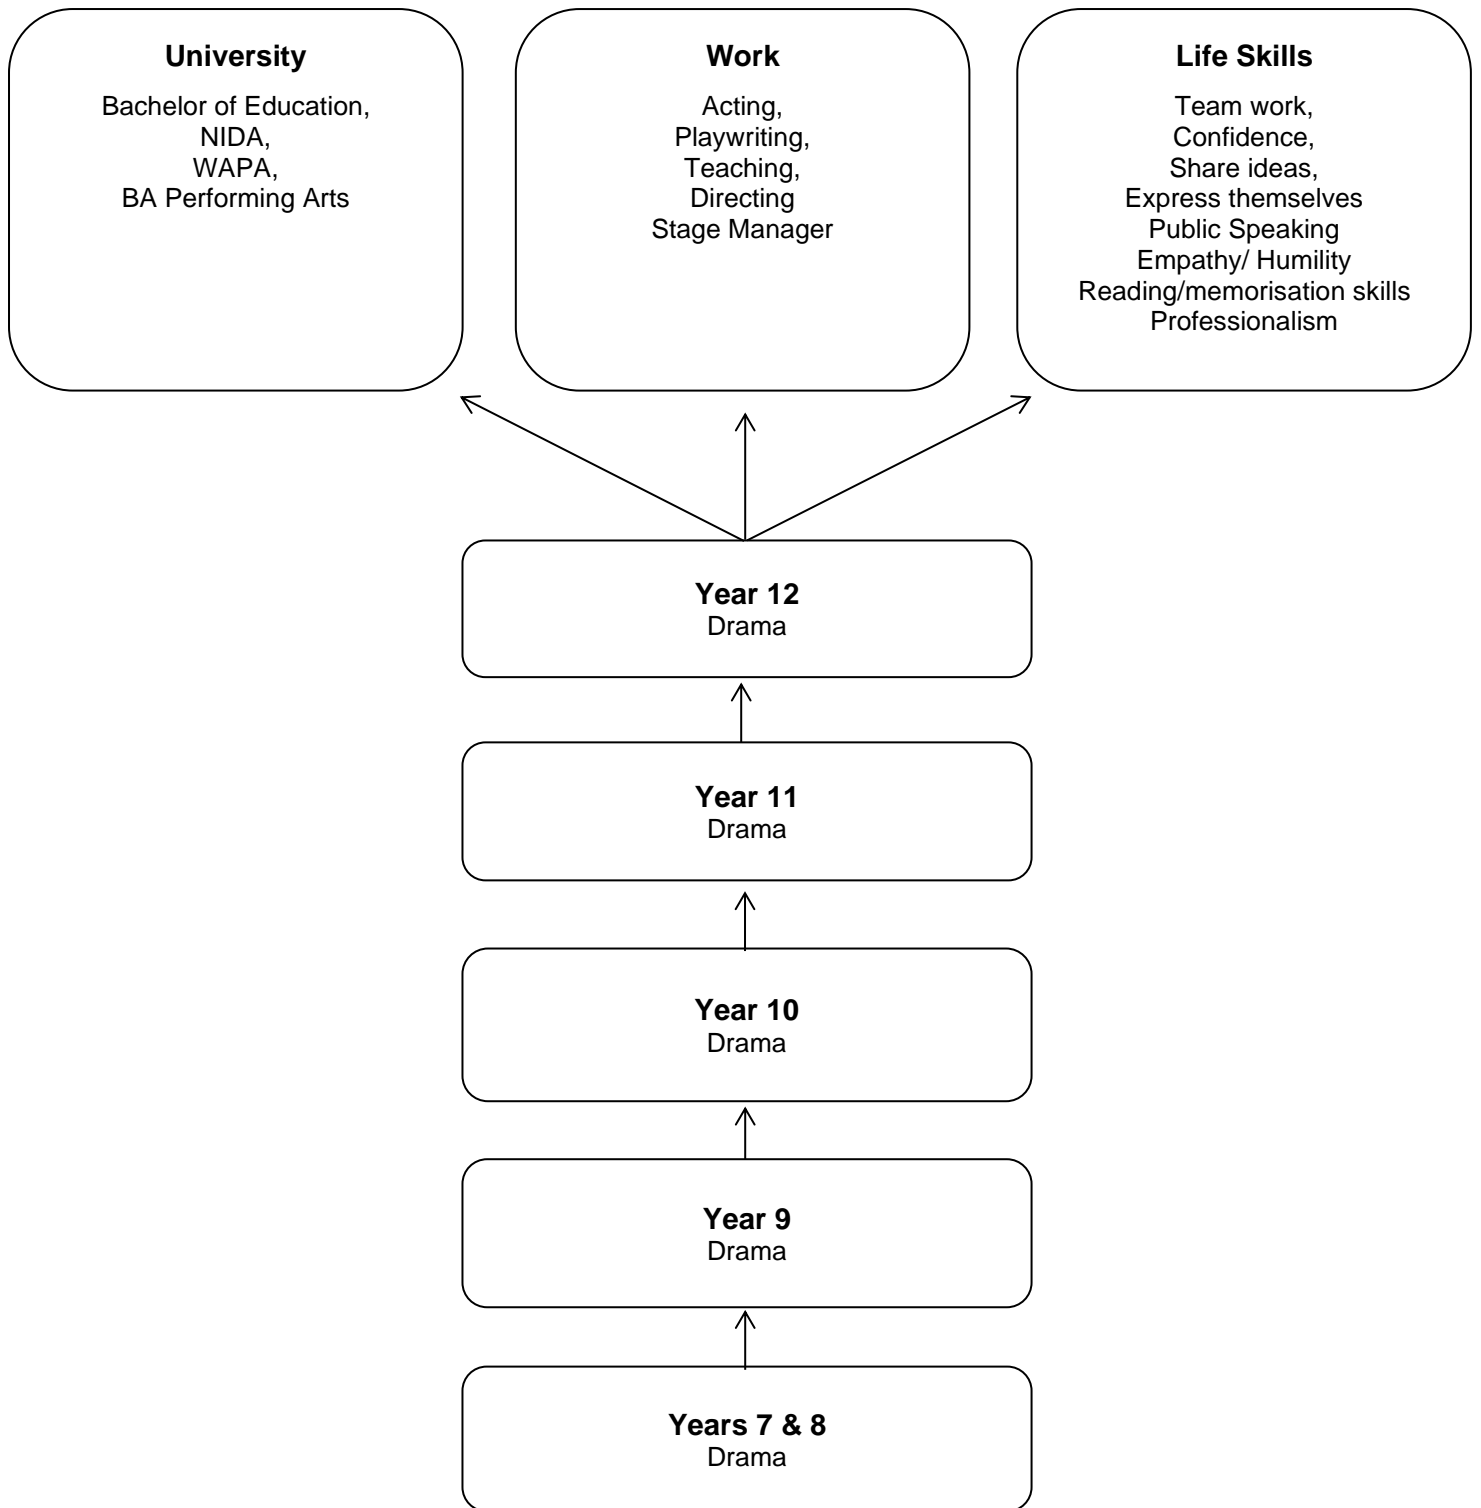 University
Bachelor of Education,
NIDA,
WAPA,
BA Performing Arts
Work
Acting,
Playwriting,
Teaching,
Directing
Stage Manager
Life Skills
Team work,
Confidence,
Share ideas,
Express themselves
Public Speaking
Empathy/ Humility
Reading/memorisation skills
Professionalism
Year 12
Drama
Year 11
Drama
Year 10
Drama
Year 9
Drama
Years 7 & 8
Drama